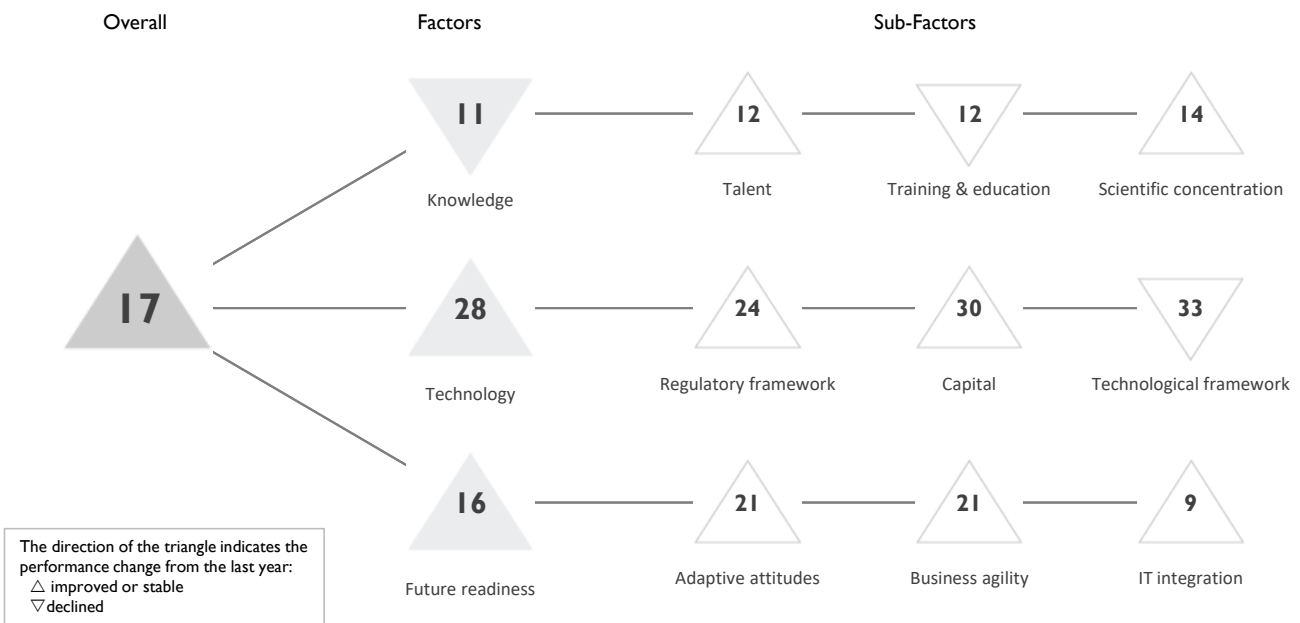 Overall Factors Sub-Factors
11 12 12 14
Knowledge Talent Training & education Scientific concentration
17 28 24 30 33
Technology Regulatory framework Capital Technological framework
16 21 21 9
Future readiness Adaptive attitudes Business agility IT integration
The direction of the triangle indicates the
performance change from the last year:
△ improved or stable
▽ declined